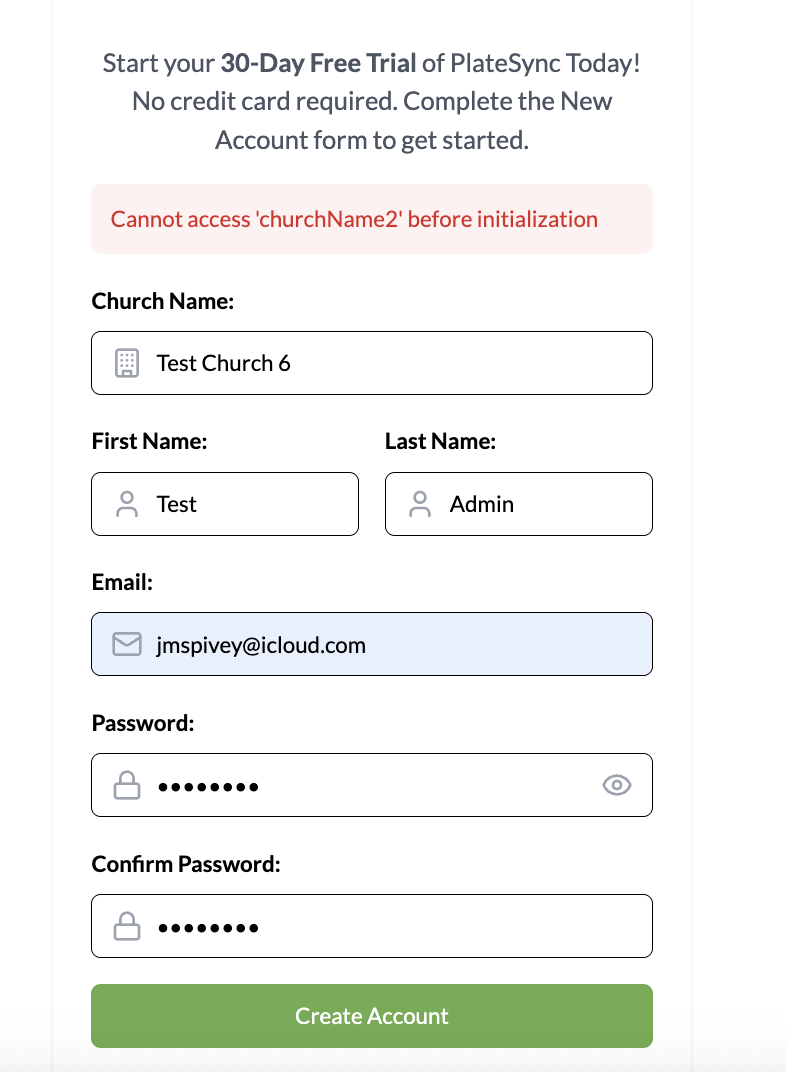 Start your 30-Day Free Trial of PlateSync Today!
No credit card required. Complete the New
Account form to get started.
Cannot access 'churchName2' before initialization
Church Name:
Test Church 6
First Name:
Last Name:
Test
Admin
Email:
jmspivey@icloud.com
Password:
••••••••
Confirm Password:
••••••••
Create Account